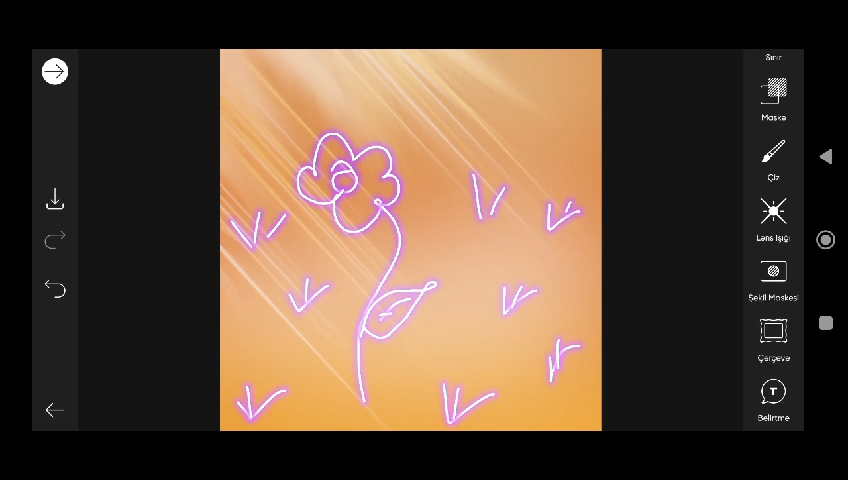 Sınır
Maske
Çiz
Lens Işığı
Şekil Maskesi
Çerçeve
T
Belirtme